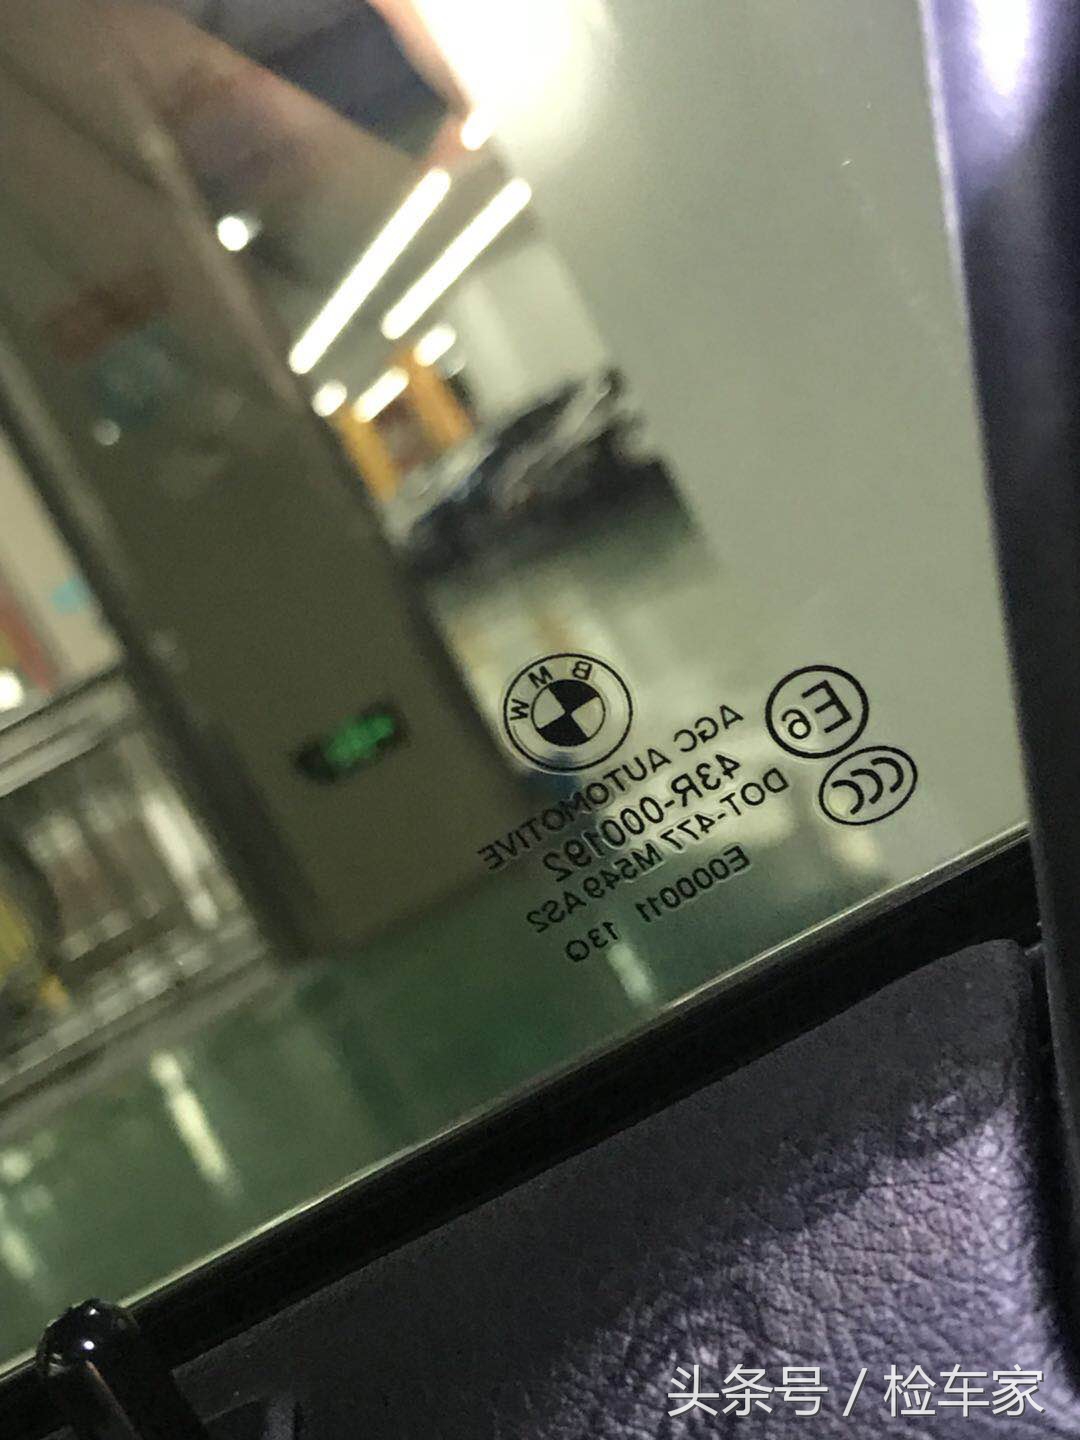 BMW
E6
AGC AUTOMOTIVE
CCC
43R-000192
DOT-477 M549 AS2
E000011 13Q
头条号 / 检车家